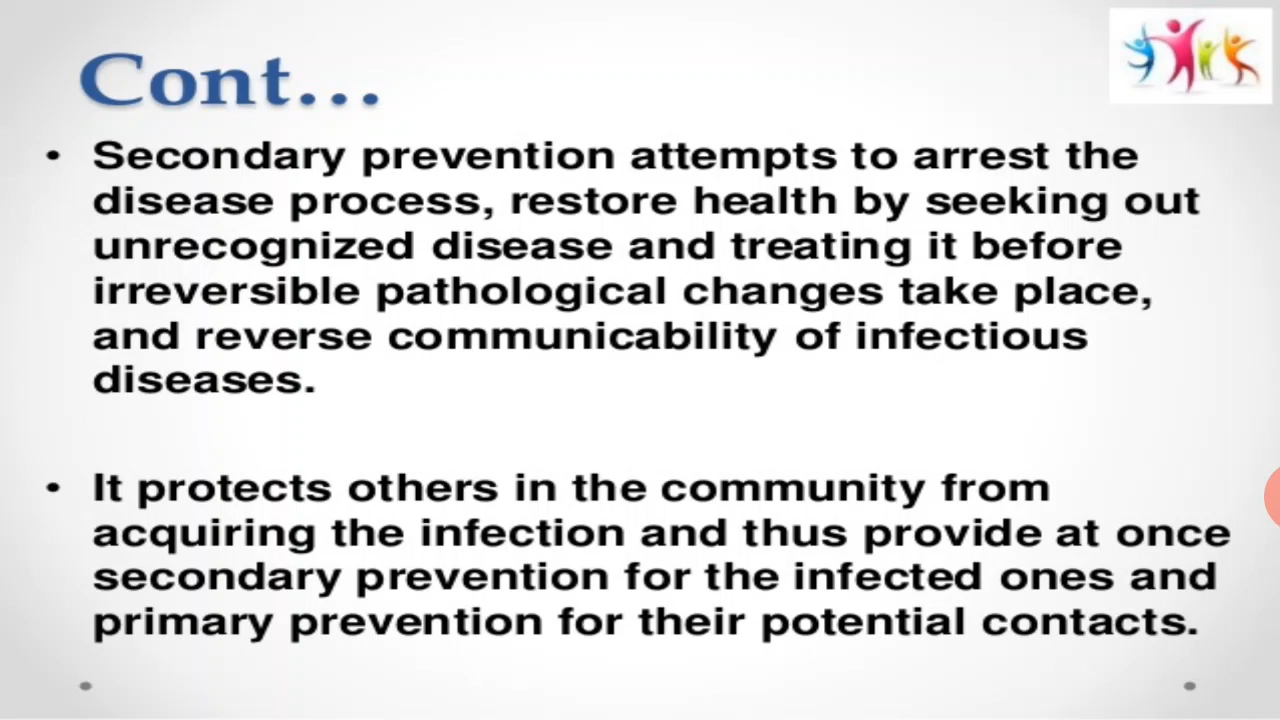 Cont...
• Secondary prevention attempts to arrest the
disease process, restore health by seeking out
unrecognized disease and treating it before
irreversible pathological changes take place,
and reverse communicability of infectious
diseases.
• It protects others in the community from
acquiring the infection and thus provide at once
secondary prevention for the infected ones and
primary prevention for their potential contacts.